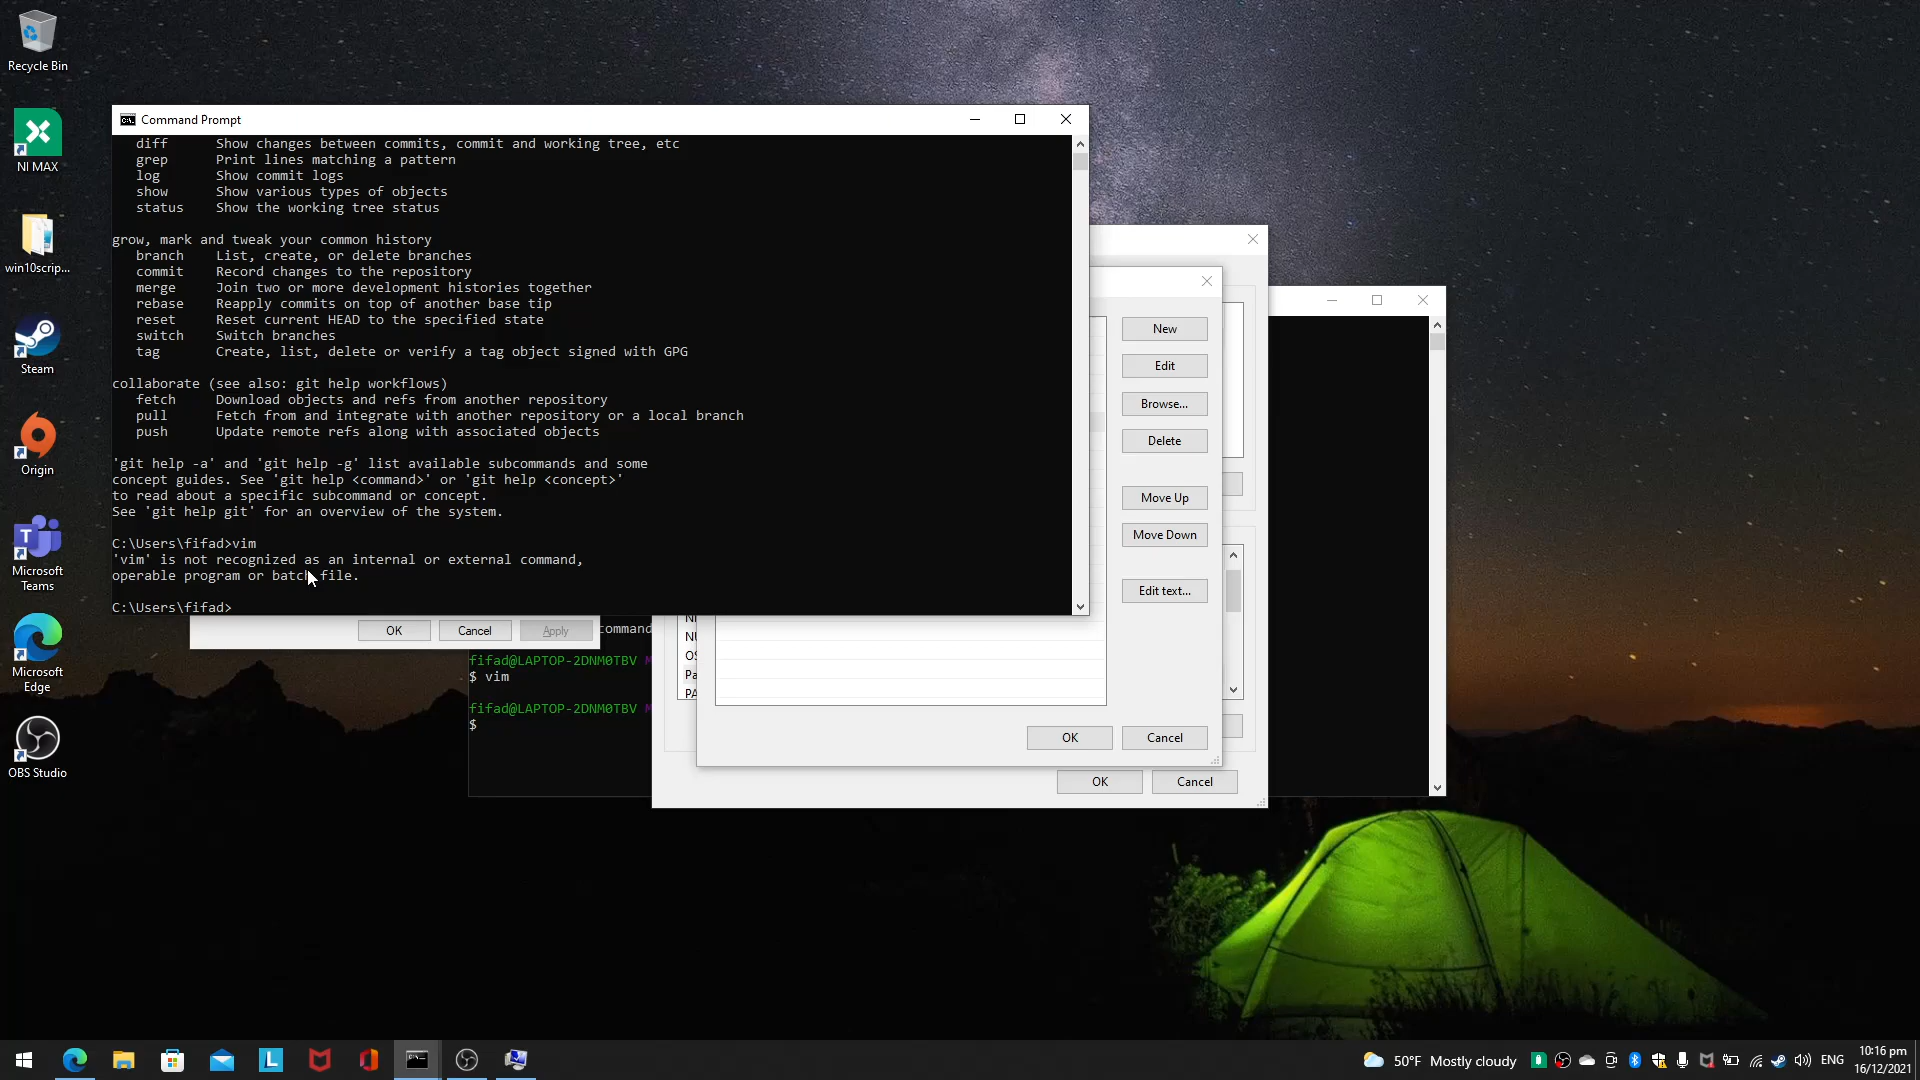 Recycle Bin
NI MAX
win10scrip...
Steam
Origin
Microsoft
Teams
Microsoft
Edge
OBS Studio
Command Prompt
diff Show changes between commits, commit and working tree, etc
grep Print lines matching a pattern
log Show commit logs
show Show various types of objects
status Show the working tree status
grow, mark and tweak your common history
branch List, create, or delete branches
commit Record changes to the repository
merge Join two or more development histories together
rebase Reapply commits on top of another base tip
reset Reset current HEAD to the specified state
switch Switch branches
tag Create, list, delete or verify a tag object signed with GPG
collaborate (see also: git help workflows)
fetch Download objects and refs from another repository
pull Fetch from and integrate with another repository or a local branch
push Update remote refs along with associated objects
'git help -a' and 'git help -g' list available subcommands and some
concept guides. See 'git help <command>' or 'git help <concept>'
to read about a specific subcommand or concept.
See 'git help git' for an overview of the system.
C:\Users\fifad>vim
'vim' is not recognized as an internal or external command,
operable program or batch file.
C:\Users\fifad>
OK Cancel Apply
command
fifad@LAPTOP-2DNM0TBV M
$ vim
fifad@LAPTOP-2DNM0TBV M
$
NU
OS
Pa
PA
New
Edit
Browse...
Delete
Move Up
Move Down
Edit text...
OK Cancel
OK Cancel
50°F Mostly cloudy
ENG
10:16 pm
16/12/2021